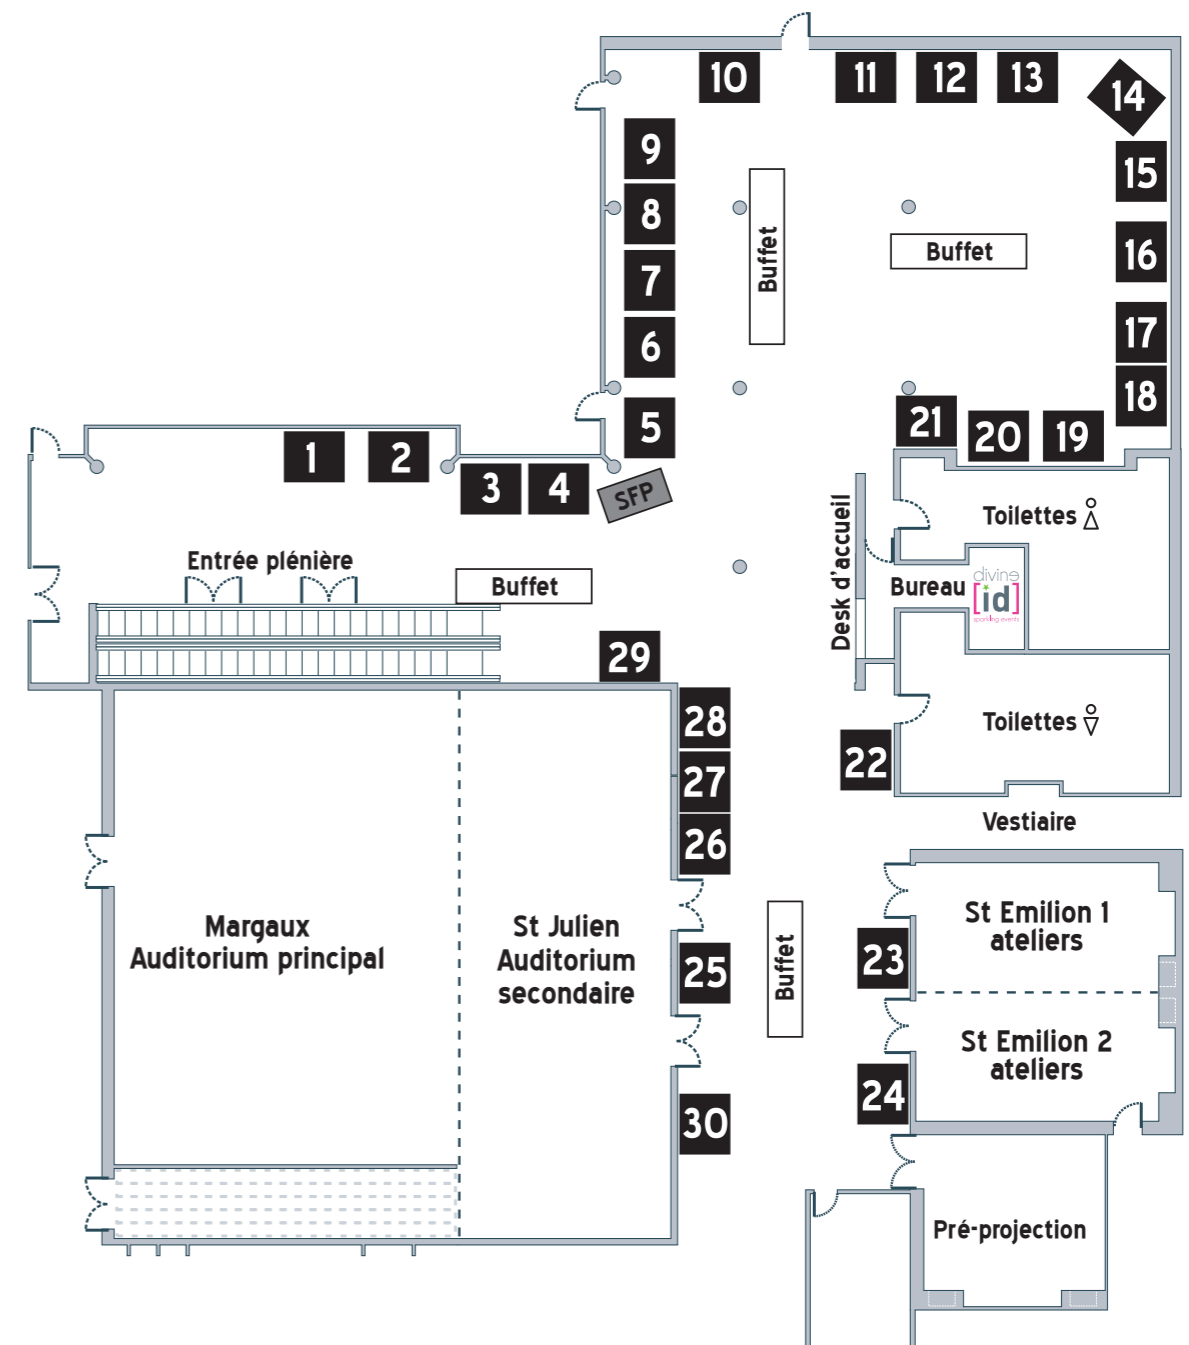 10
11
12
13
14
9
15
8
Buffet
Buffet
16
7
17
6
18
5
21
20
19
1
2
3
4
SFP
Desk d'accueil
Toilettes
Entrée plénière
Buffet
Bureau
divine
[id]
sparkling events
29
28
Toilettes
22
27
Vestiaire
26
Margaux
Auditorium principal
St Julien
Auditorium
secondaire
25
Buffet
23
St Emilion 1
ateliers
St Emilion 2
ateliers
24
30
Pré-projection